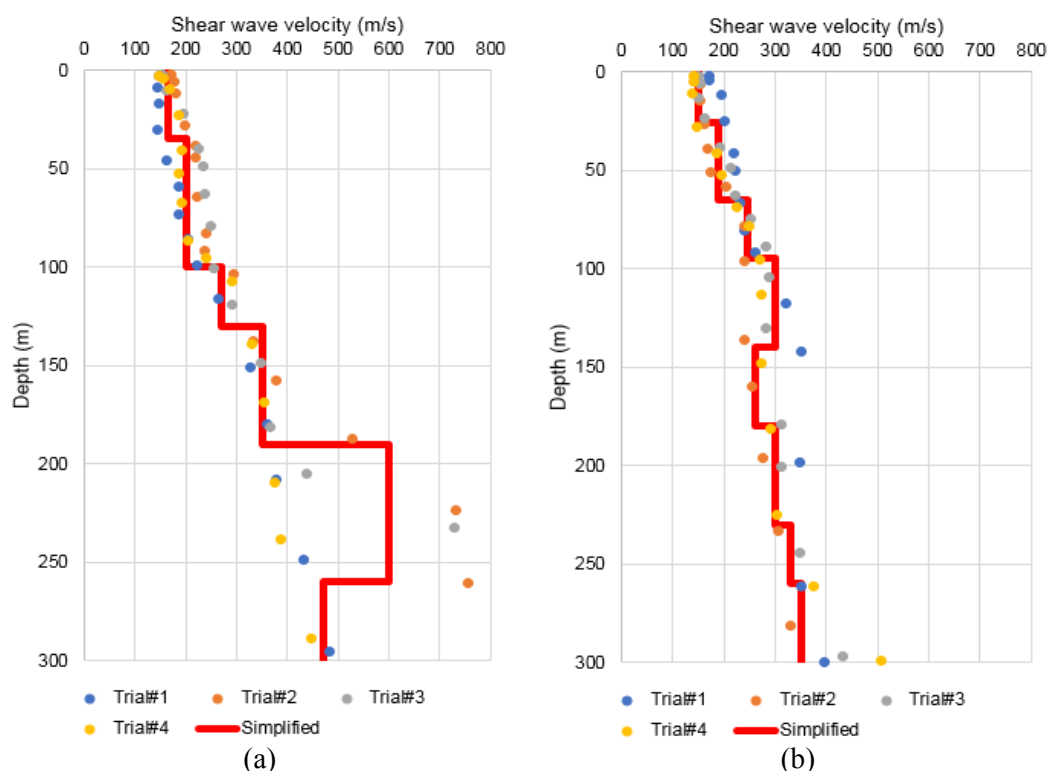 Shear wave velocity (m/s)
0 100 200 300 400 500 600 700 800
0
50
100
150
200
250
300
Depth (m)
Trial#1 Trial#2 Trial#3
Trial#4 Simplified
(a)
Shear wave velocity (m/s)
0 100 200 300 400 500 600 700 800
0
50
100
150
200
250
300
Depth (m)
Trial#1 Trial#2 Trial#3
Trial#4 Simplified
(b)